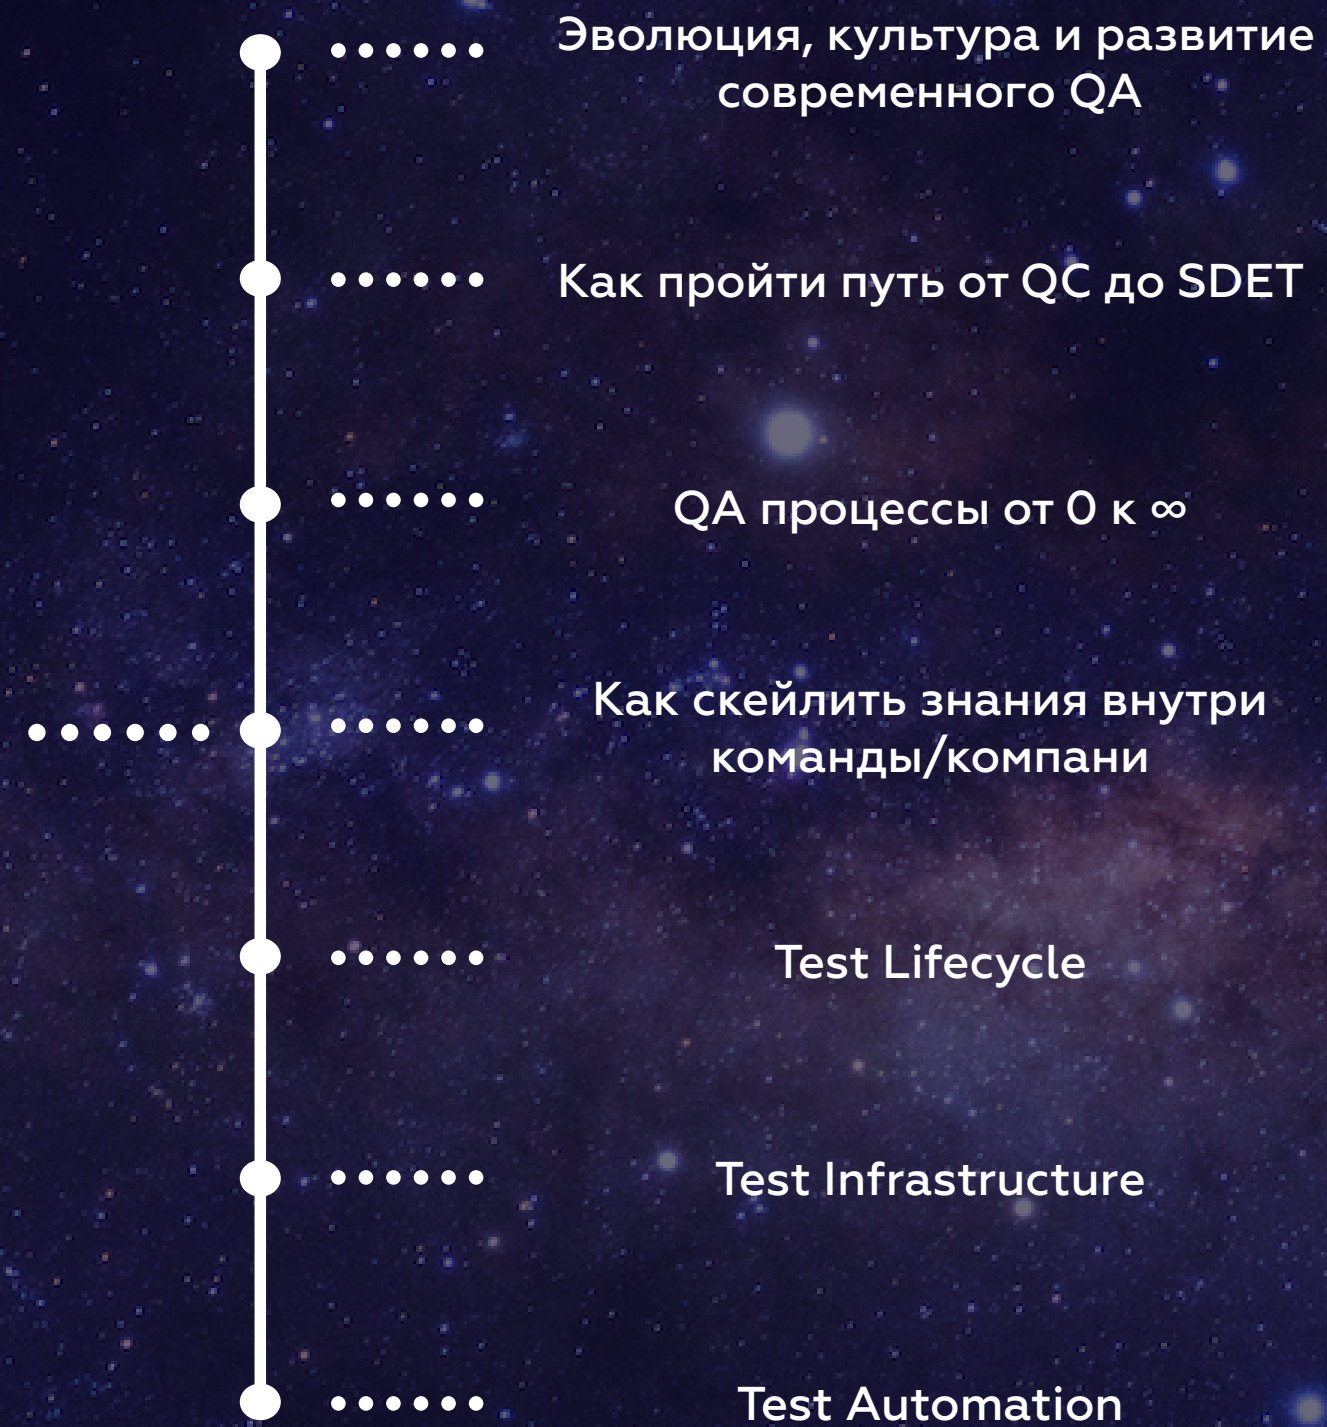 Эволюция, культура и развитие
современного QA
Как пройти путь от QC до SDET
QA процессы от 0 к ∞
Как скейлить знания внутри
команды/компани
Test Lifecycle
Test Infrastructure
Test Automation